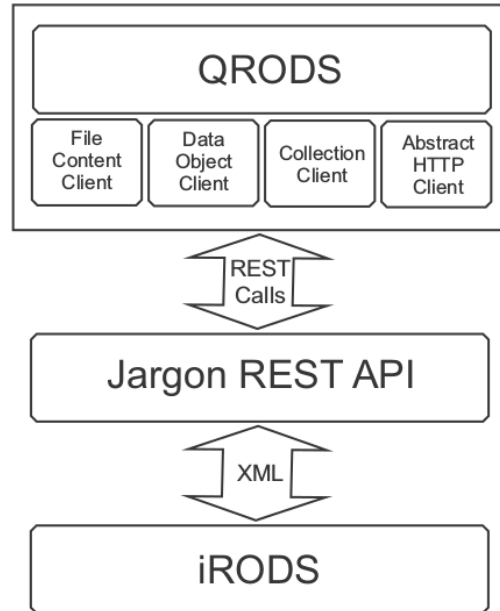 QRODS
File
Content
Client
Data
Object
Client
Collection
Client
Abstract
HTTP
Client
REST
Calls
Jargon REST API
XML
iRODS